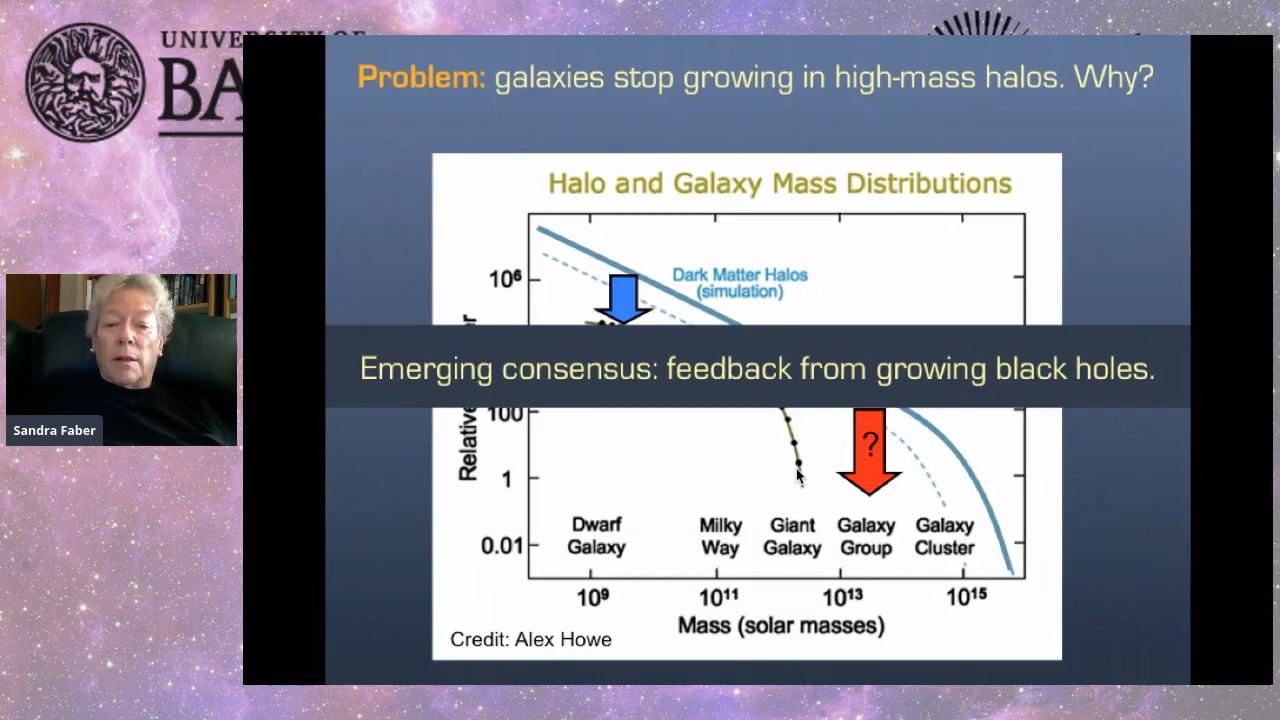 UNIVERSITY OF
BA
Problem: galaxies stop growing in high-mass halos. Why?
Halo and Galaxy Mass Distributions
10⁶
Dark Matter Halos
(simulation)
Emerging consensus: feedback from growing black holes.
Relative
100
?
1
0.01
Dwarf
Galaxy
Milky
Way
Giant
Galaxy
Galaxy
Group
Galaxy
Cluster
10⁹
10¹¹
10¹³
10¹⁵
Mass (solar masses)
Credit: Alex Howe
Sandra Faber